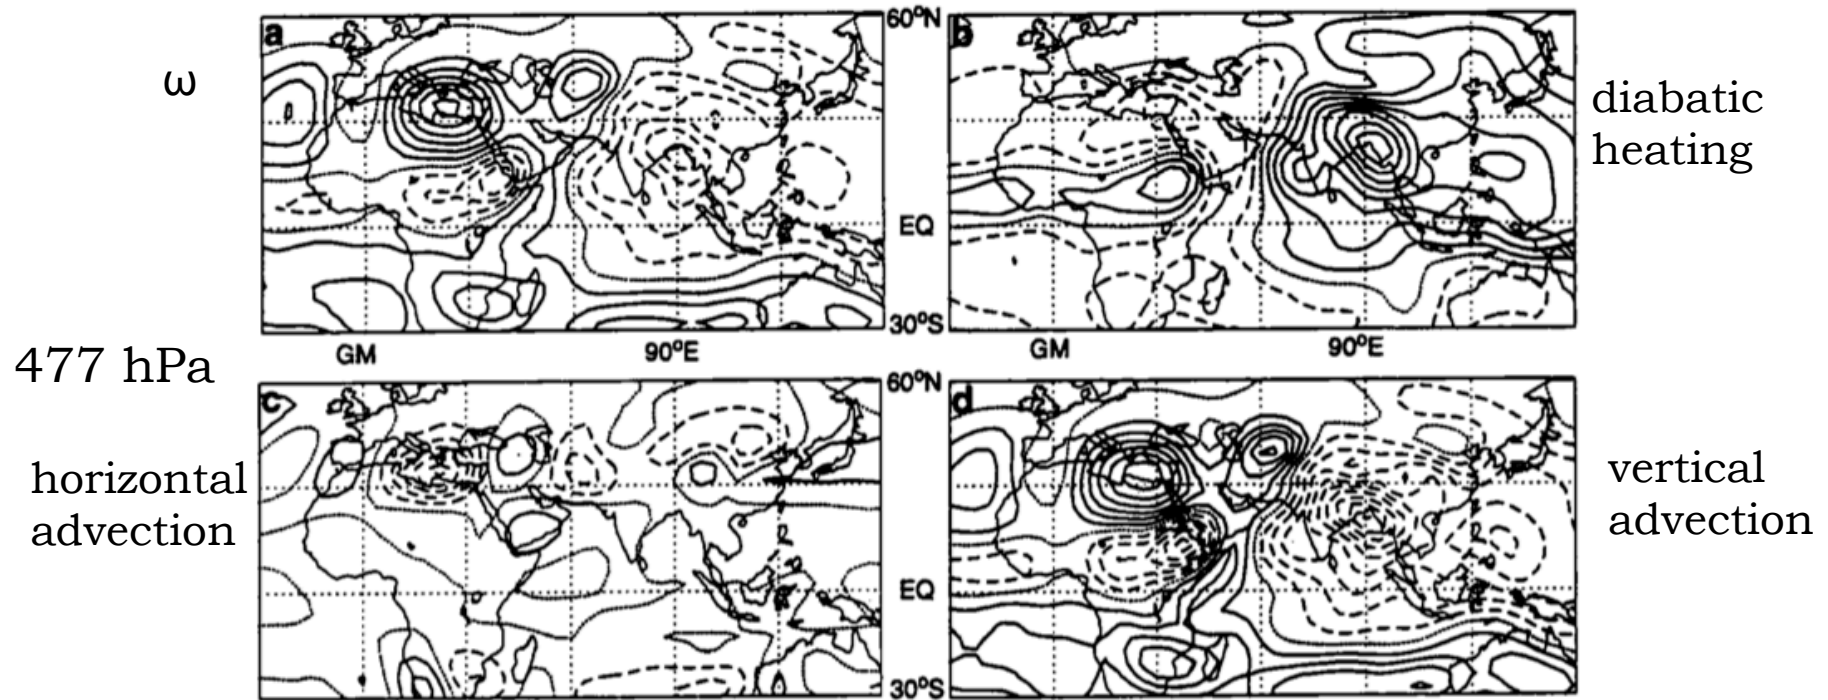 a
60°N
b
ω
diabatic
heating
EQ
30°S
GM
90°E
GM
90°E
477 hPa
c
60°N
d
horizontal
advection
vertical
advection
EQ
30°S